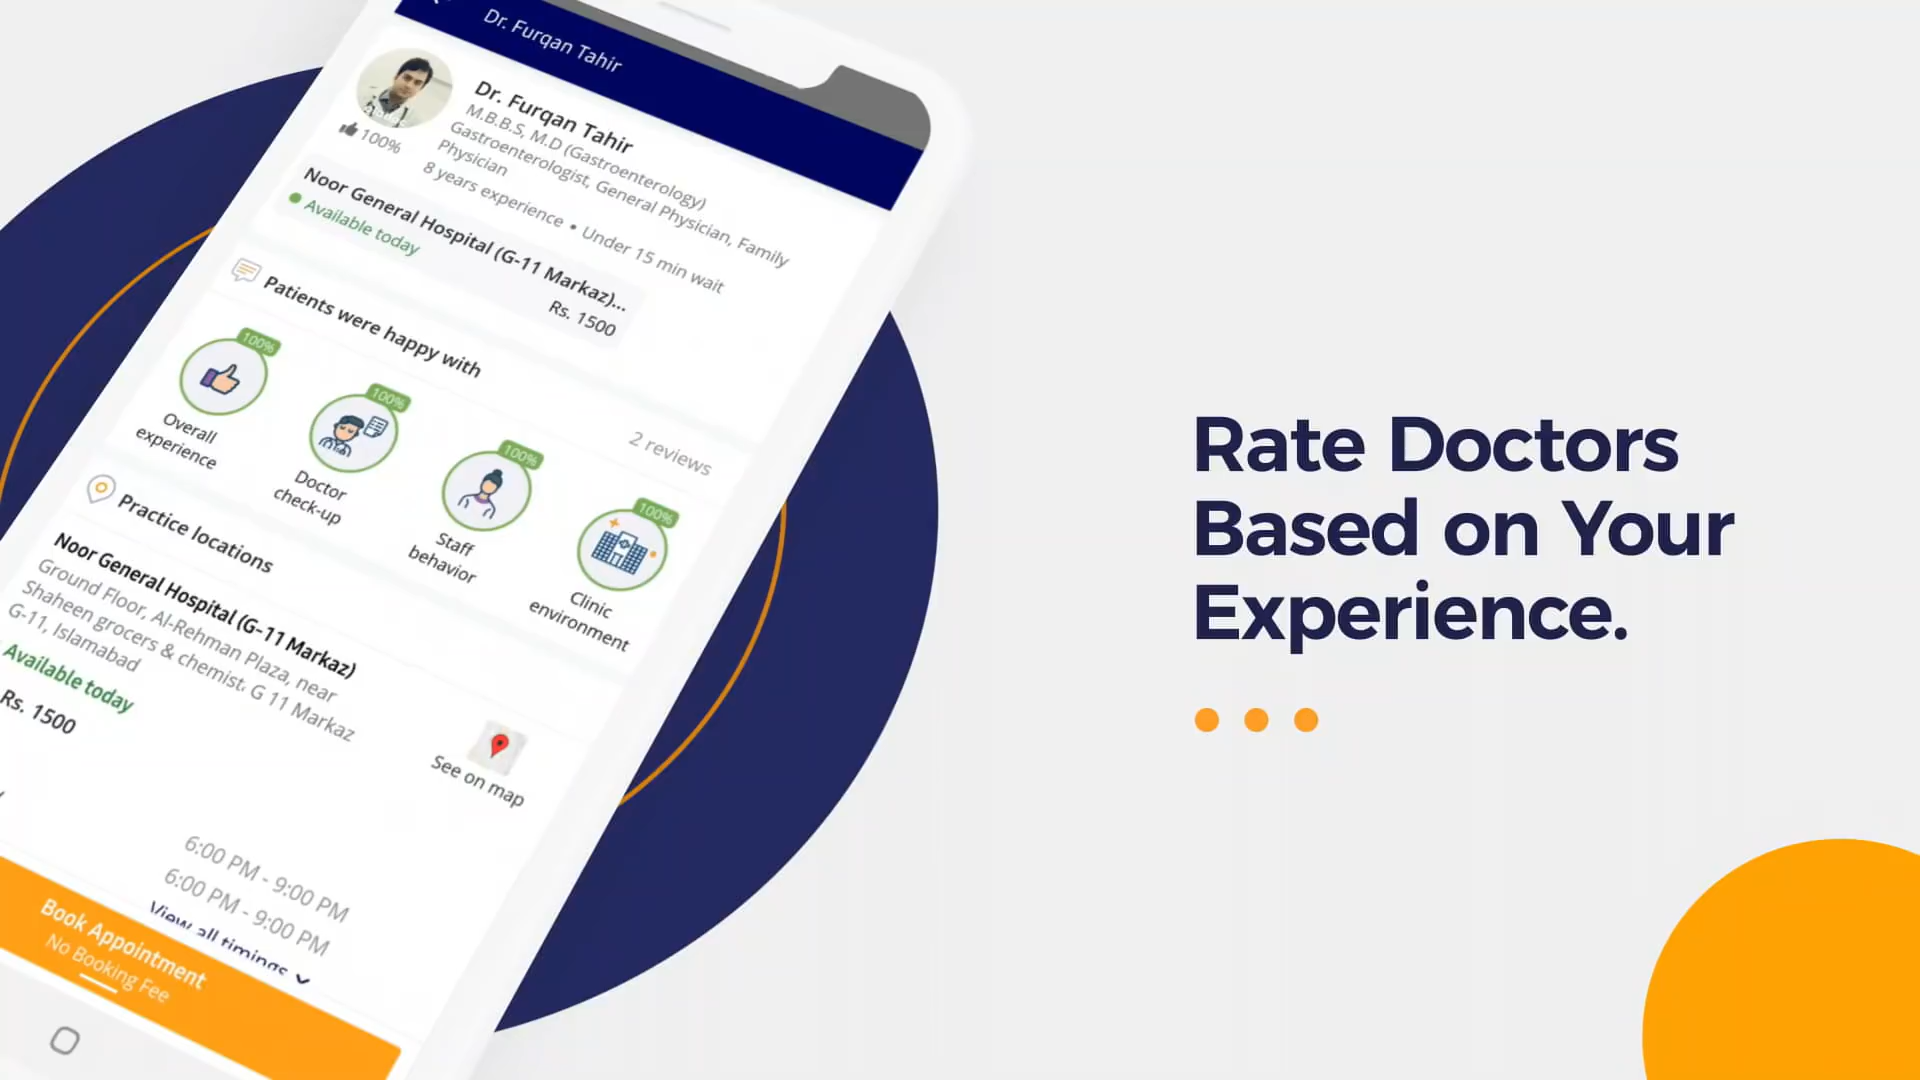 Dr. Furqan Tahir
Dr. Furqan Tahir
M.B.B.S, M.D (Gastroenterology)
Gastroenterologist, General Physician, Family
Physician
8 years experience • Under 15 min wait
100%
Noor General Hospital (G-11 Markaz)...
Available today
Rs. 1500
Patients were happy with
2 reviews
100%
Overall
experience
100%
Doctor
check-up
100%
Staff
behavior
100%
Clinic
environment
Practice locations
Noor General Hospital (G-11 Markaz)
Ground Floor, Al-Rehman Plaza, near
Shaheen grocers & chemist, G 11 Markaz
G-11, Islamabad
Available today
Rs. 1500
See on map
6:00 PM - 9:00 PM
6:00 PM - 9:00 PM
View all timings
Book Appointment
No Booking Fee
Rate Doctors
Based on Your
Experience.